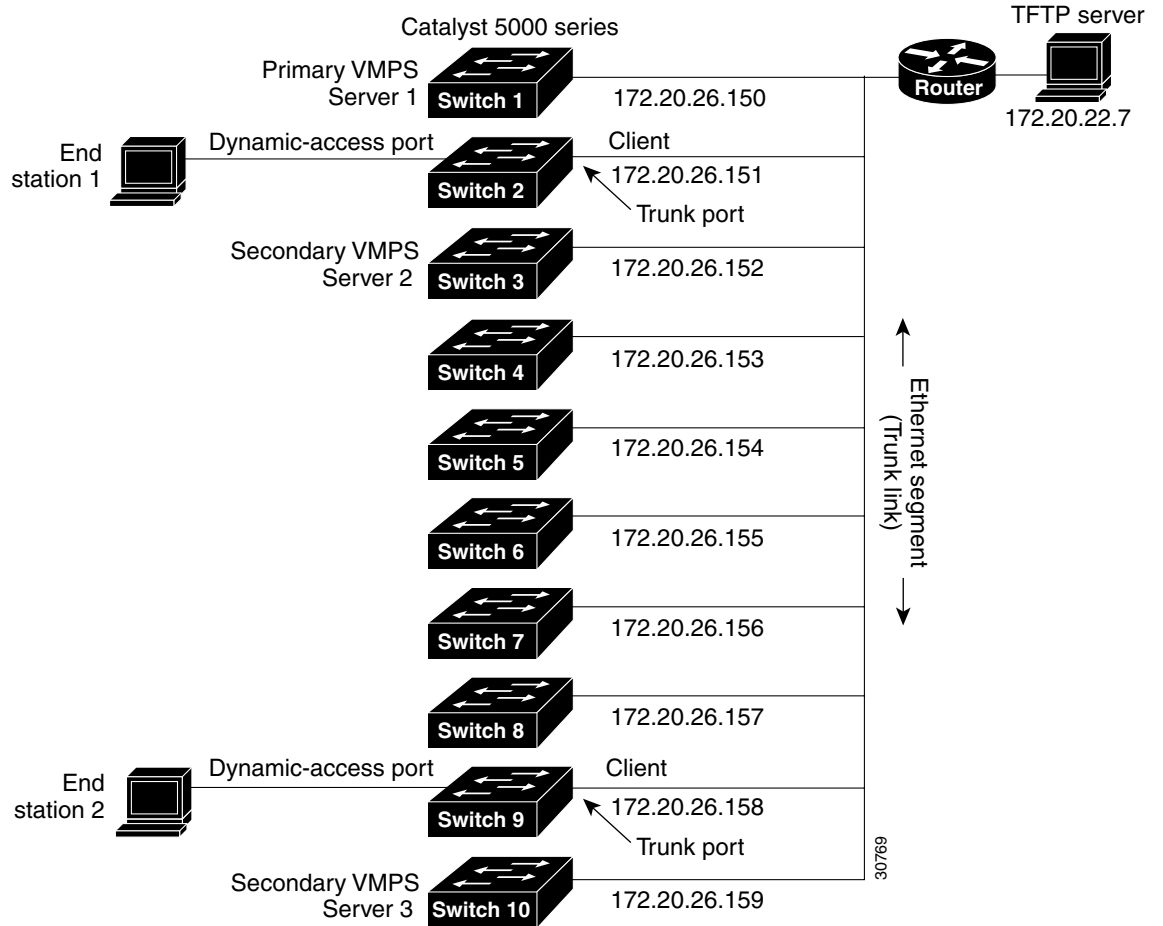 Catalyst 5000 series
TFTP server
Primary VMPS
Server 1
Switch 1
172.20.26.150
Router
172.20.22.7
End
station 1
Dynamic-access port
Switch 2
Client
172.20.26.151
Trunk port
Secondary VMPS
Server 2
Switch 3
172.20.26.152
Switch 4
172.20.26.153
Switch 5
172.20.26.154
Ethernet segment
(Trunk link)
Switch 6
172.20.26.155
Switch 7
172.20.26.156
Switch 8
172.20.26.157
End
station 2
Dynamic-access port
Switch 9
Client
172.20.26.158
Trunk port
Secondary VMPS
Server 3
Switch 10
172.20.26.159
30769